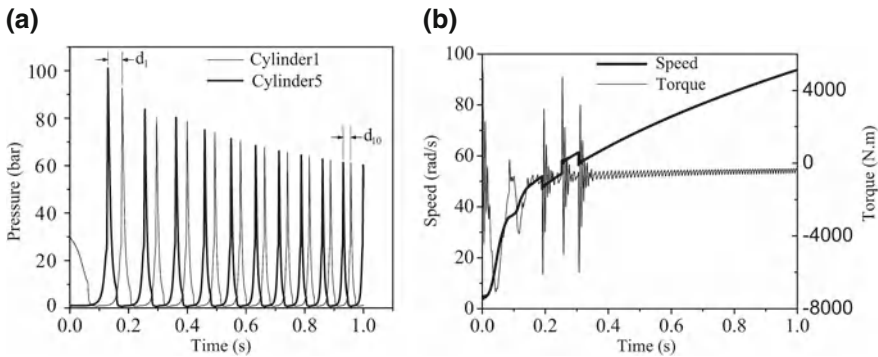 (a)
d₁
Cylinder1
Cylinder5
d₁₀
100
80
60
40
20
0
Pressure (bar)
0.0 0.2 0.4 0.6 0.8 1.0
Time (s)
(b)
Speed
Torque
100
80
60
40
20
0
Speed (rad/s)
4000
0
-4000
-8000
Torque (N.m)
0.0 0.2 0.4 0.6 0.8 1.0
Time (s)